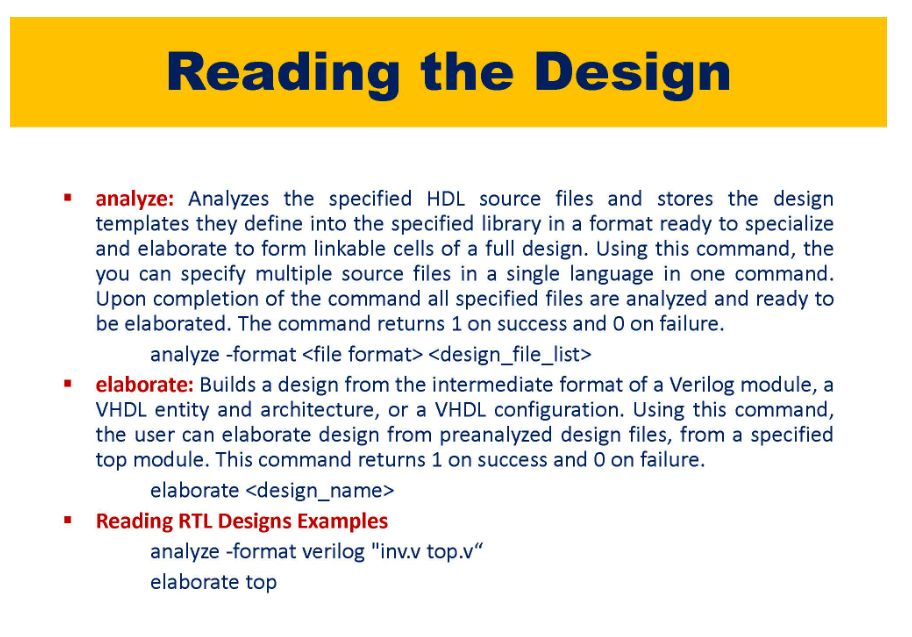 Reading the Design
▪ analyze: Analyzes the specified HDL source files and stores the design
templates they define into the specified library in a format ready to specialize
and elaborate to form linkable cells of a full design. Using this command, the
you can specify multiple source files in a single language in one command.
Upon completion of the command all specified files are analyzed and ready to
be elaborated. The command returns 1 on success and 0 on failure.
analyze -format <file format> <design_file_list>
▪ elaborate: Builds a design from the intermediate format of a Verilog module, a
VHDL entity and architecture, or a VHDL configuration. Using this command,
the user can elaborate design from preanalyzed design files, from a specified
top module. This command returns 1 on success and 0 on failure.
elaborate <design_name>
▪ Reading RTL Designs Examples
analyze -format verilog "inv.v top.v“
elaborate top